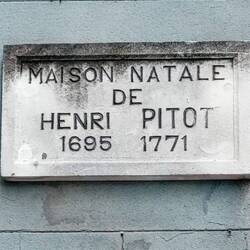 MAISON NATALE
DE
HENRI PITOT
1695 1771